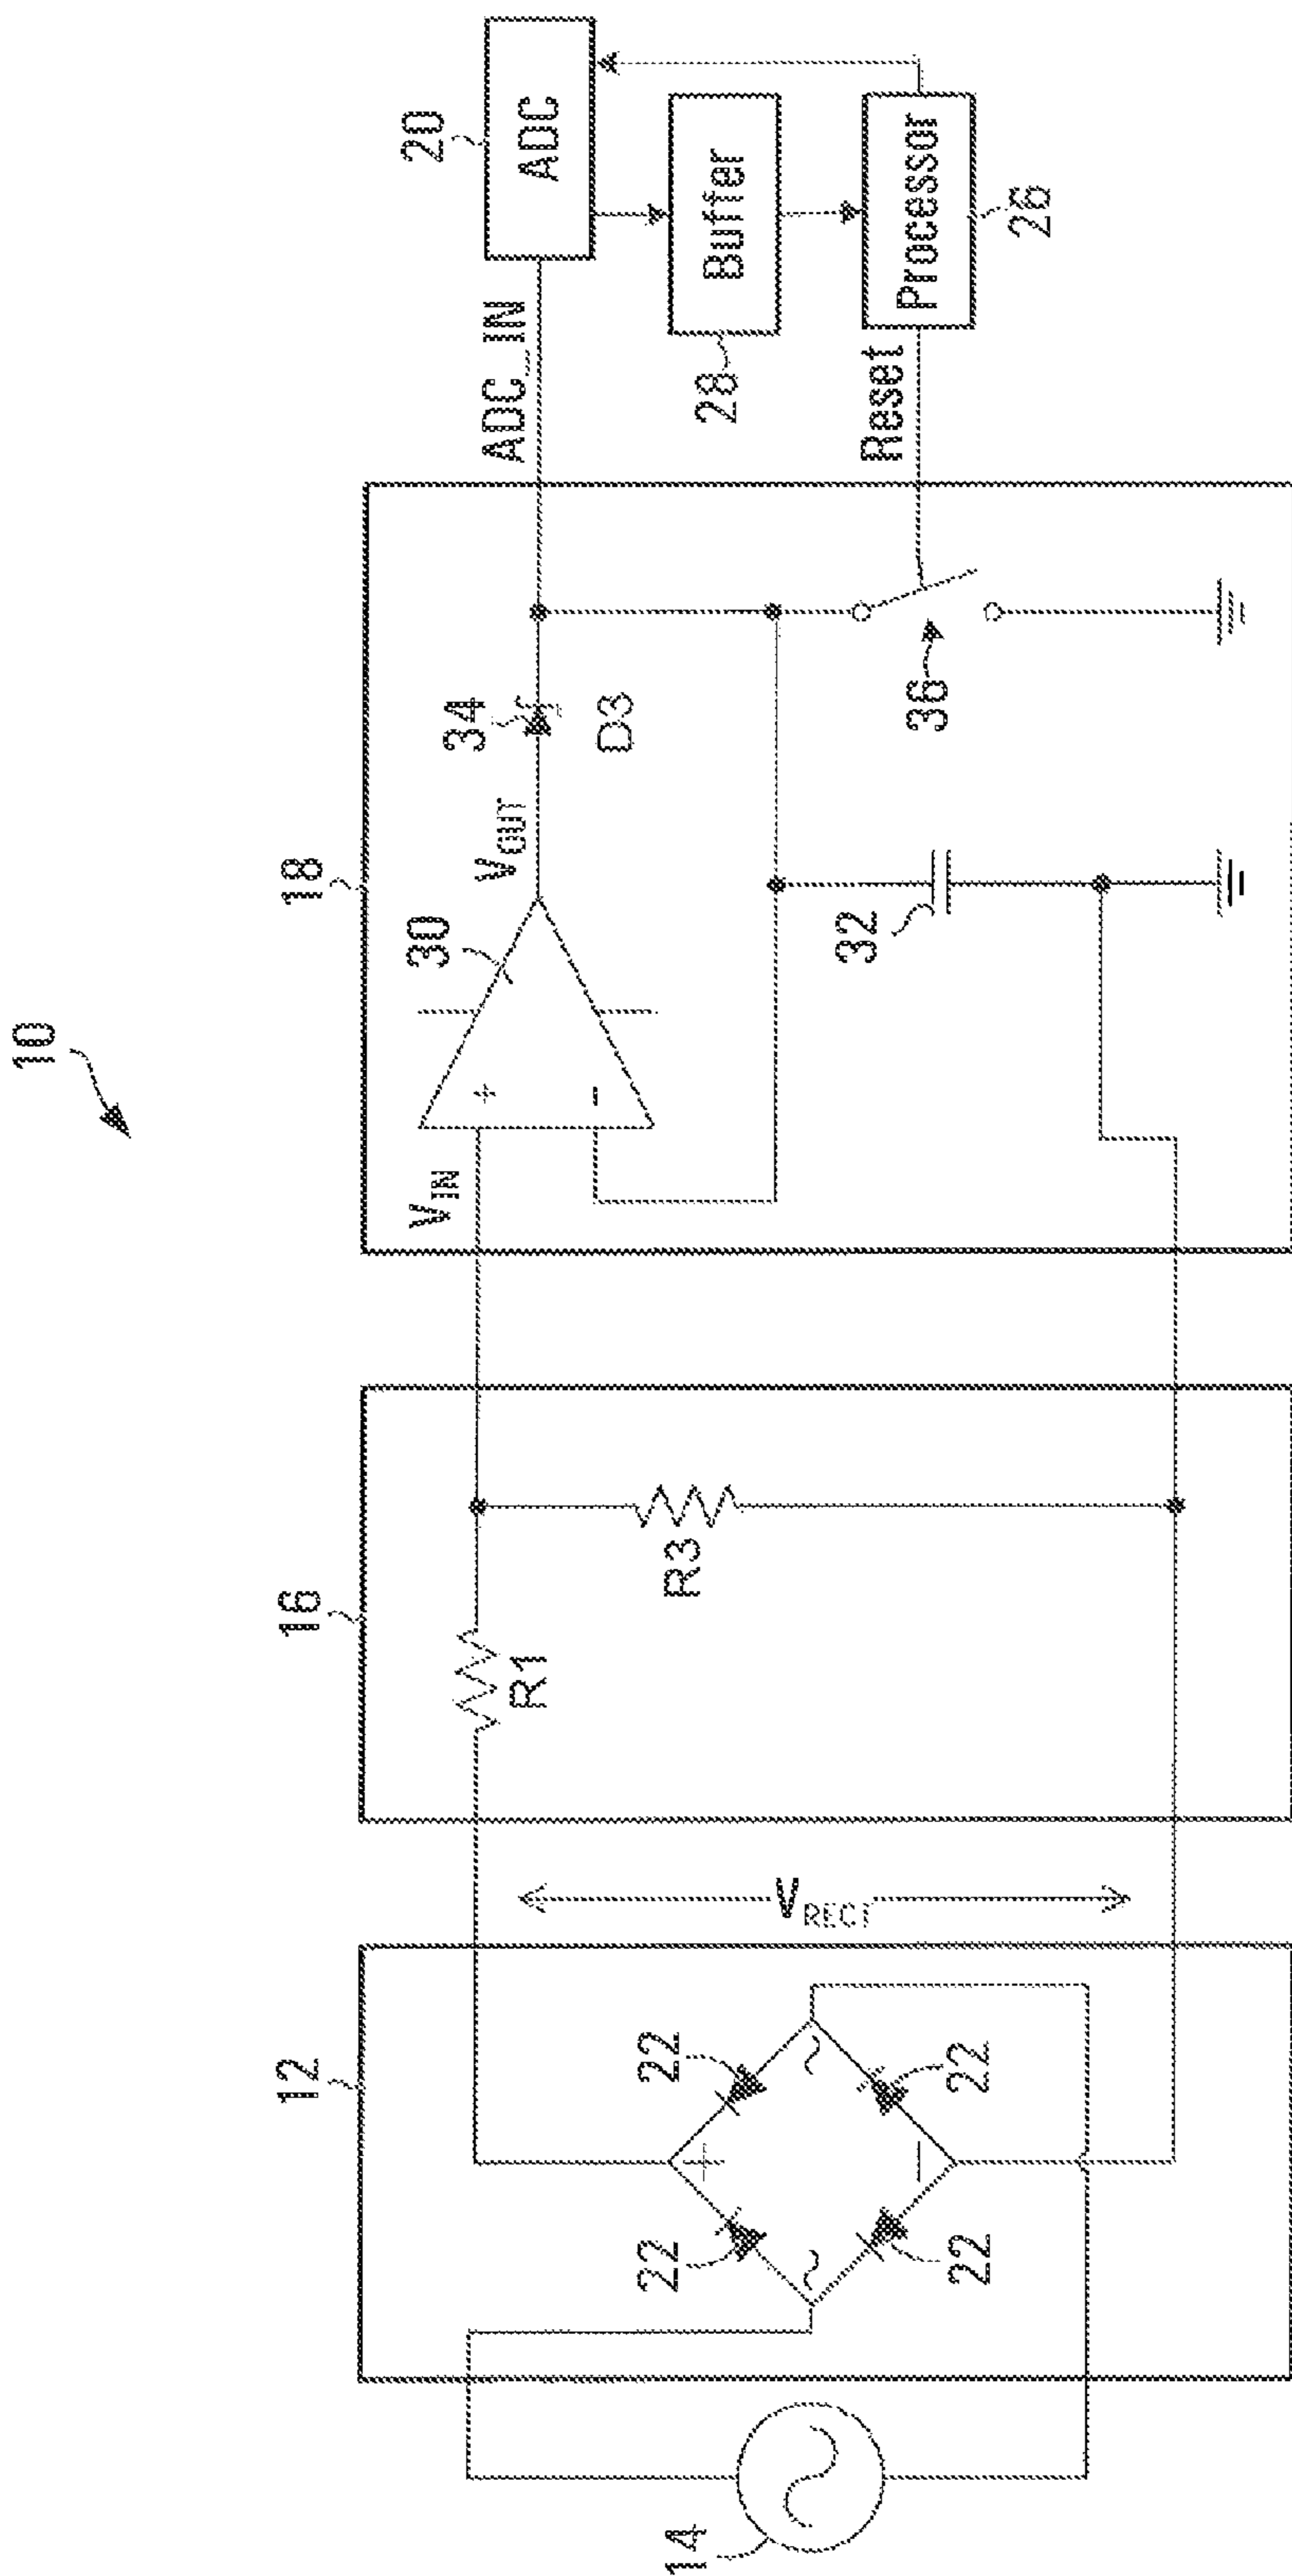 10
12
22
22
22
22
+
−
~
~
14
VRECT
16
R1
R3
18
VIN
+
−
30
VOUT
34
D3
32
36
ADC_IN
Reset
20
ADC
Buffer
28
Processor
26